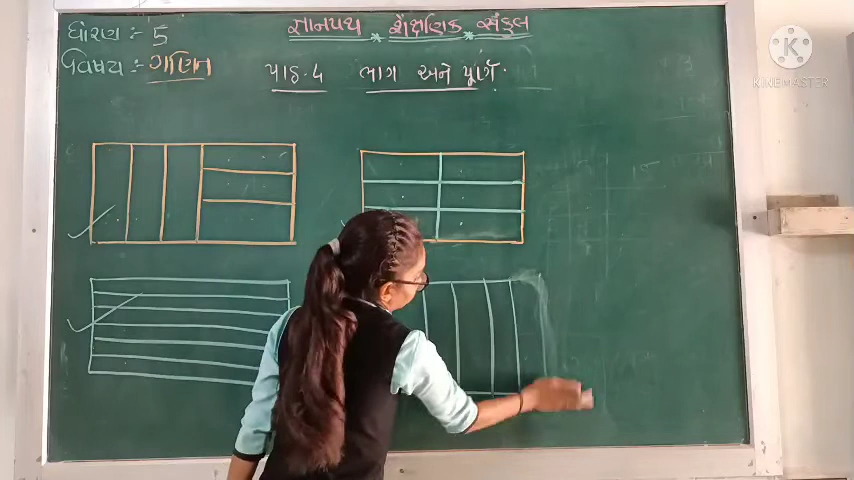 જ્ઞાનપથ શૈક્ષણિક સંકુલ
ધોરણ :- 5
વિષય :- ગણિત
પાઠ-4 ભાગ અને પૂર્ણ.
K
KINEMASTER